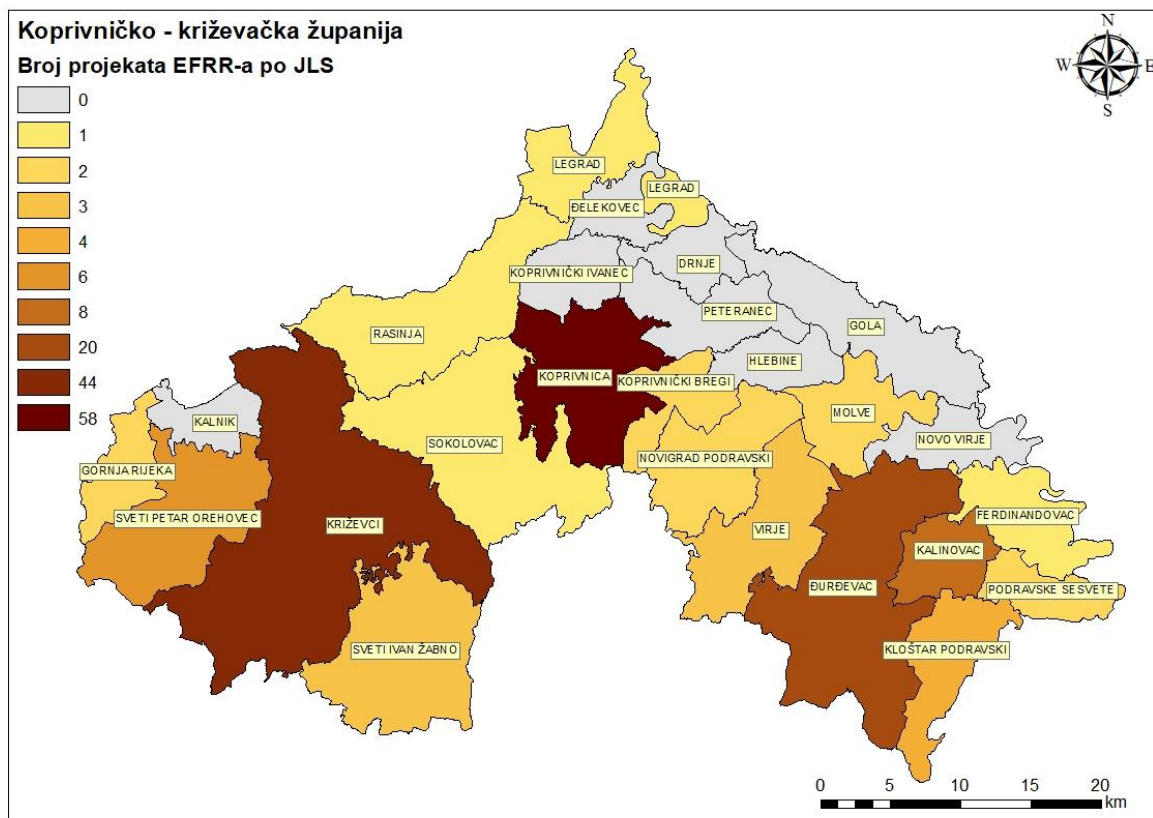 Koprivničko - križevačka županija
Broj projekata EFRR-a po JLS
0
1
2
3
4
6
8
20
44
58
N
W E
S
LEGRAD
LEGRAD
ĐELEKOVEC
DRNJE
KOPRIVNIČKI IVANEC
PETERANEC
GOLA
RASINJA
HLEBINE
KOPRIVNICA
KOPRIVNIČKI BREGI
MOLVE
KALNIK
NOVO VIRJE
SOKOLOVAC
NOVIGRAD PODRAVSKI
GORNJA RIJEKA
SVETI PETAR OREHOVEC
KRIŽEVCI
FERDINANDOVAC
VIRJE
KALINOVAC
ĐURĐEVAC
PODRAVSKE SESVETE
SVETI IVAN ŽABNO
KLOŠTAR PODRAVSKI
0 5 10 15 20
km